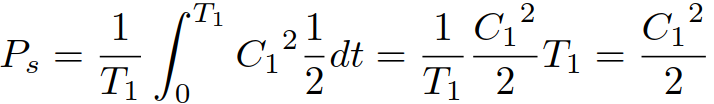 $P_s = \frac{1}{T_1} \int_0^{T_1} {C_1}^2 \frac{1}{2} dt = \frac{1}{T_1} \frac{{C_1}^2}{2} T_1 = \frac{{C_1}^2}{2}$